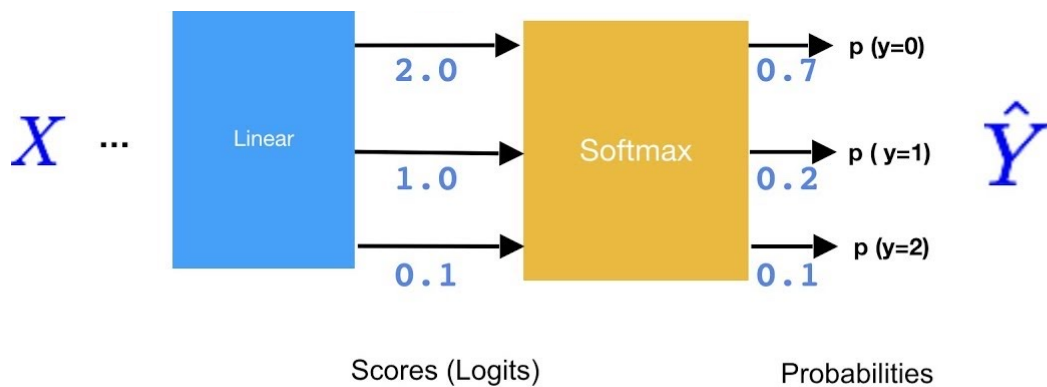 2.0 0.7 p (y=0)
X ... Linear Softmax Ŷ
1.0 0.2 p ( y=1)
0.1 0.1 p (y=2)
Scores (Logits) Probabilities